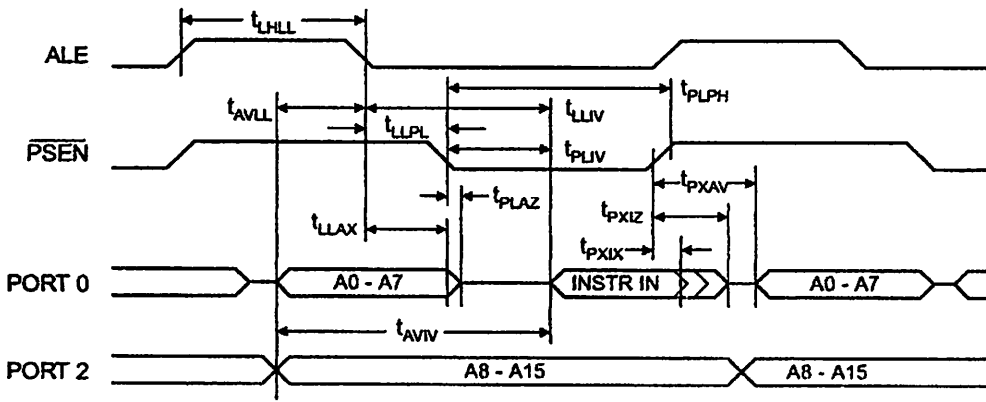 tLHLL
ALE
tPLPH
tAVLL
tLLIV
tLLPL
PSEN
tPLIV
tPXAV
tPLAZ
tPXIZ
tLLAX
tPXIX
PORT 0
A0 - A7
INSTR IN
A0 - A7
tAVIV
PORT 2
A8 - A15
A8 - A15